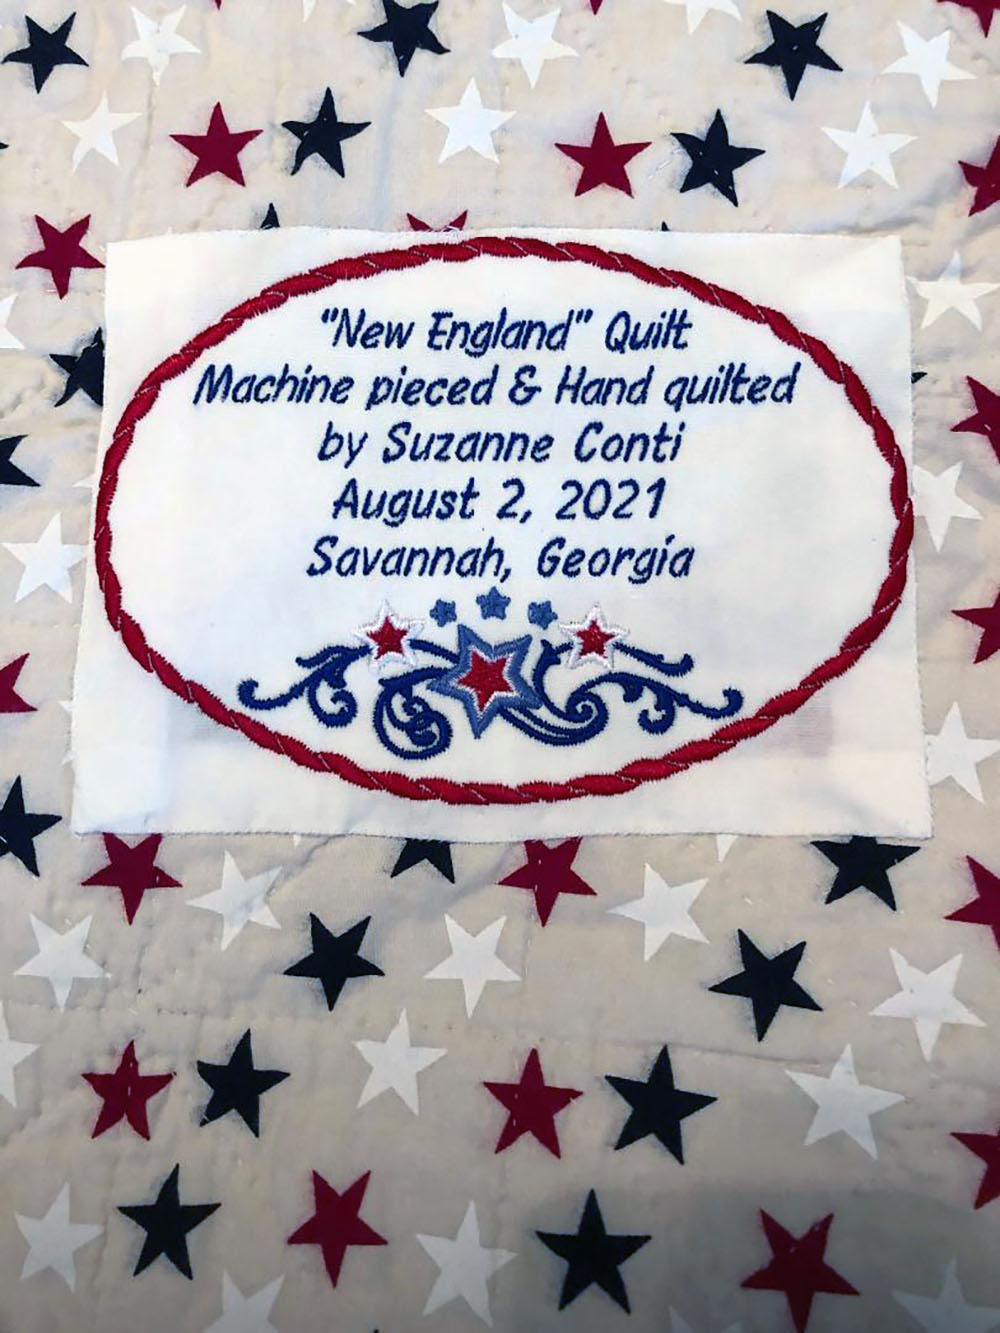 "New England" Quilt
Machine pieced & Hand quilted
by Suzanne Conti
August 2, 2021
Savannah, Georgia